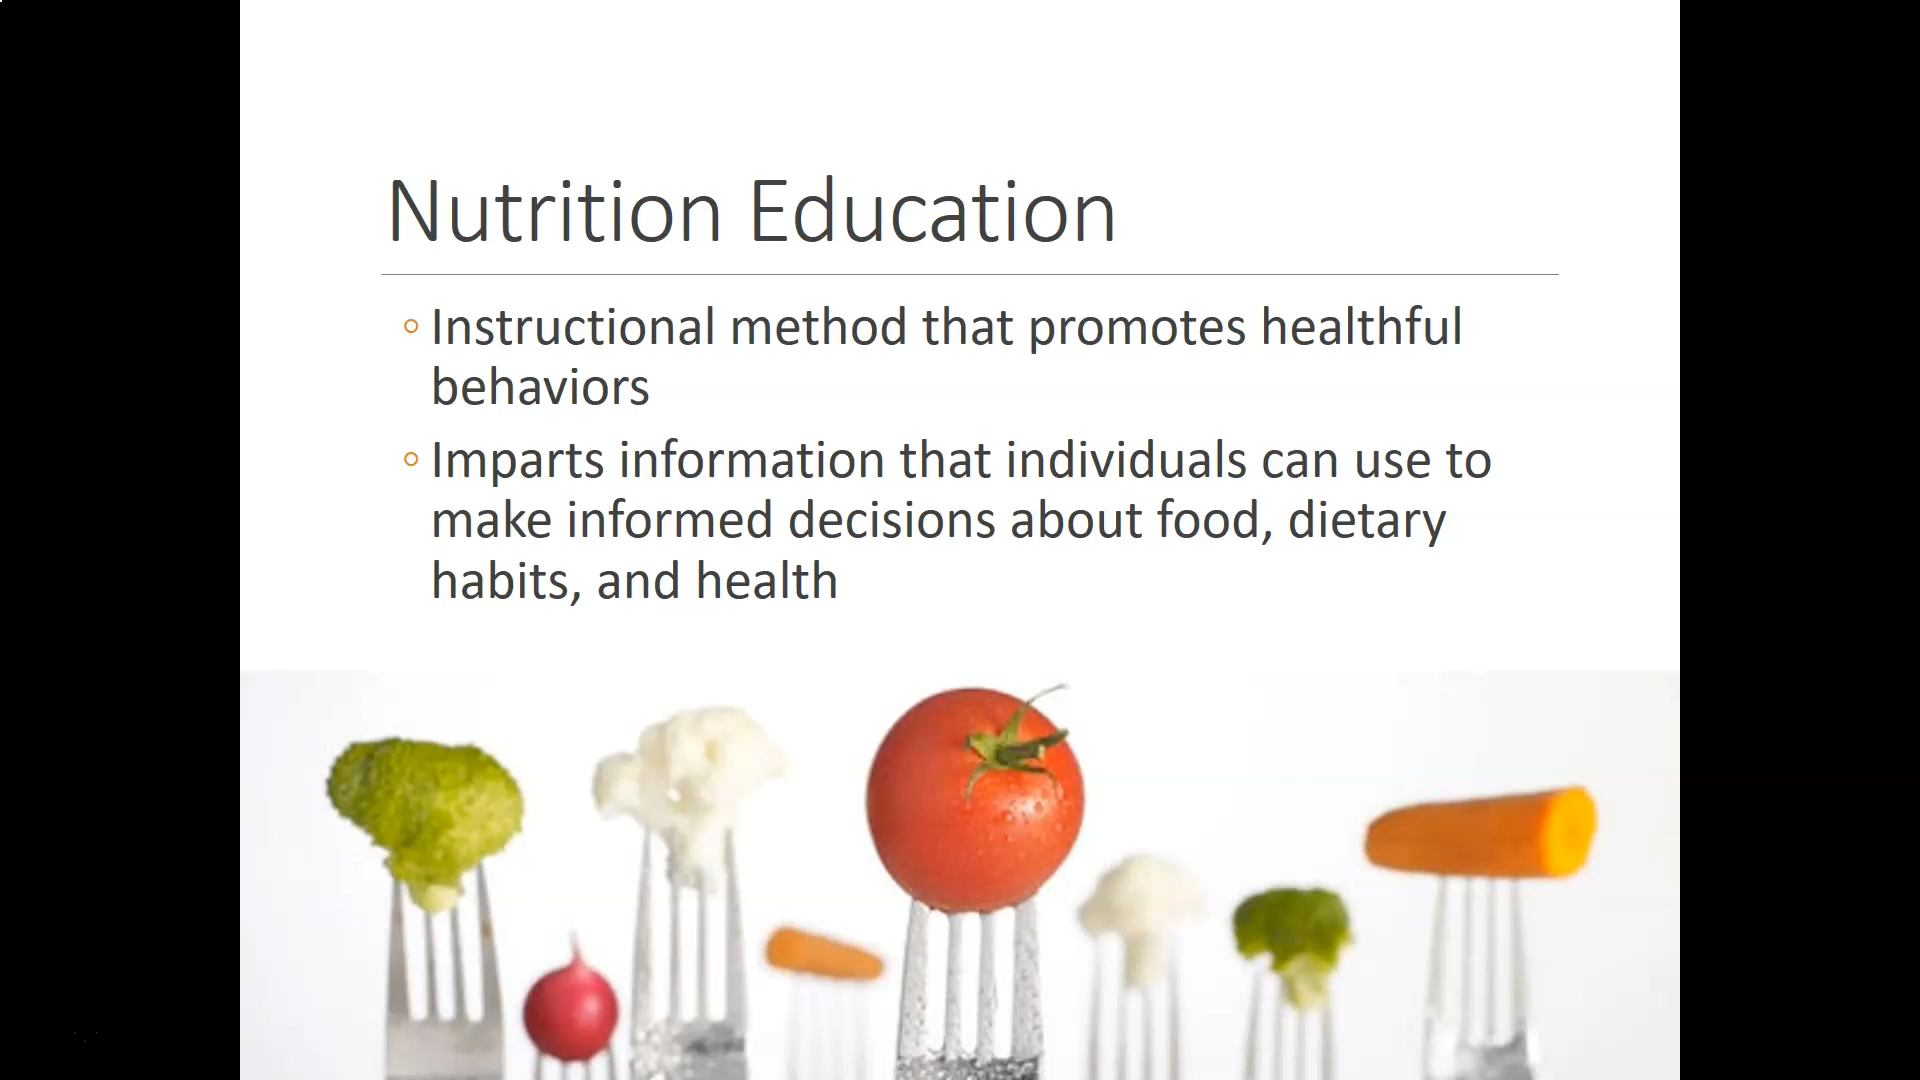 Nutrition Education
Instructional method that promotes healthful
behaviors
Imparts information that individuals can use to
make informed decisions about food, dietary
habits, and health